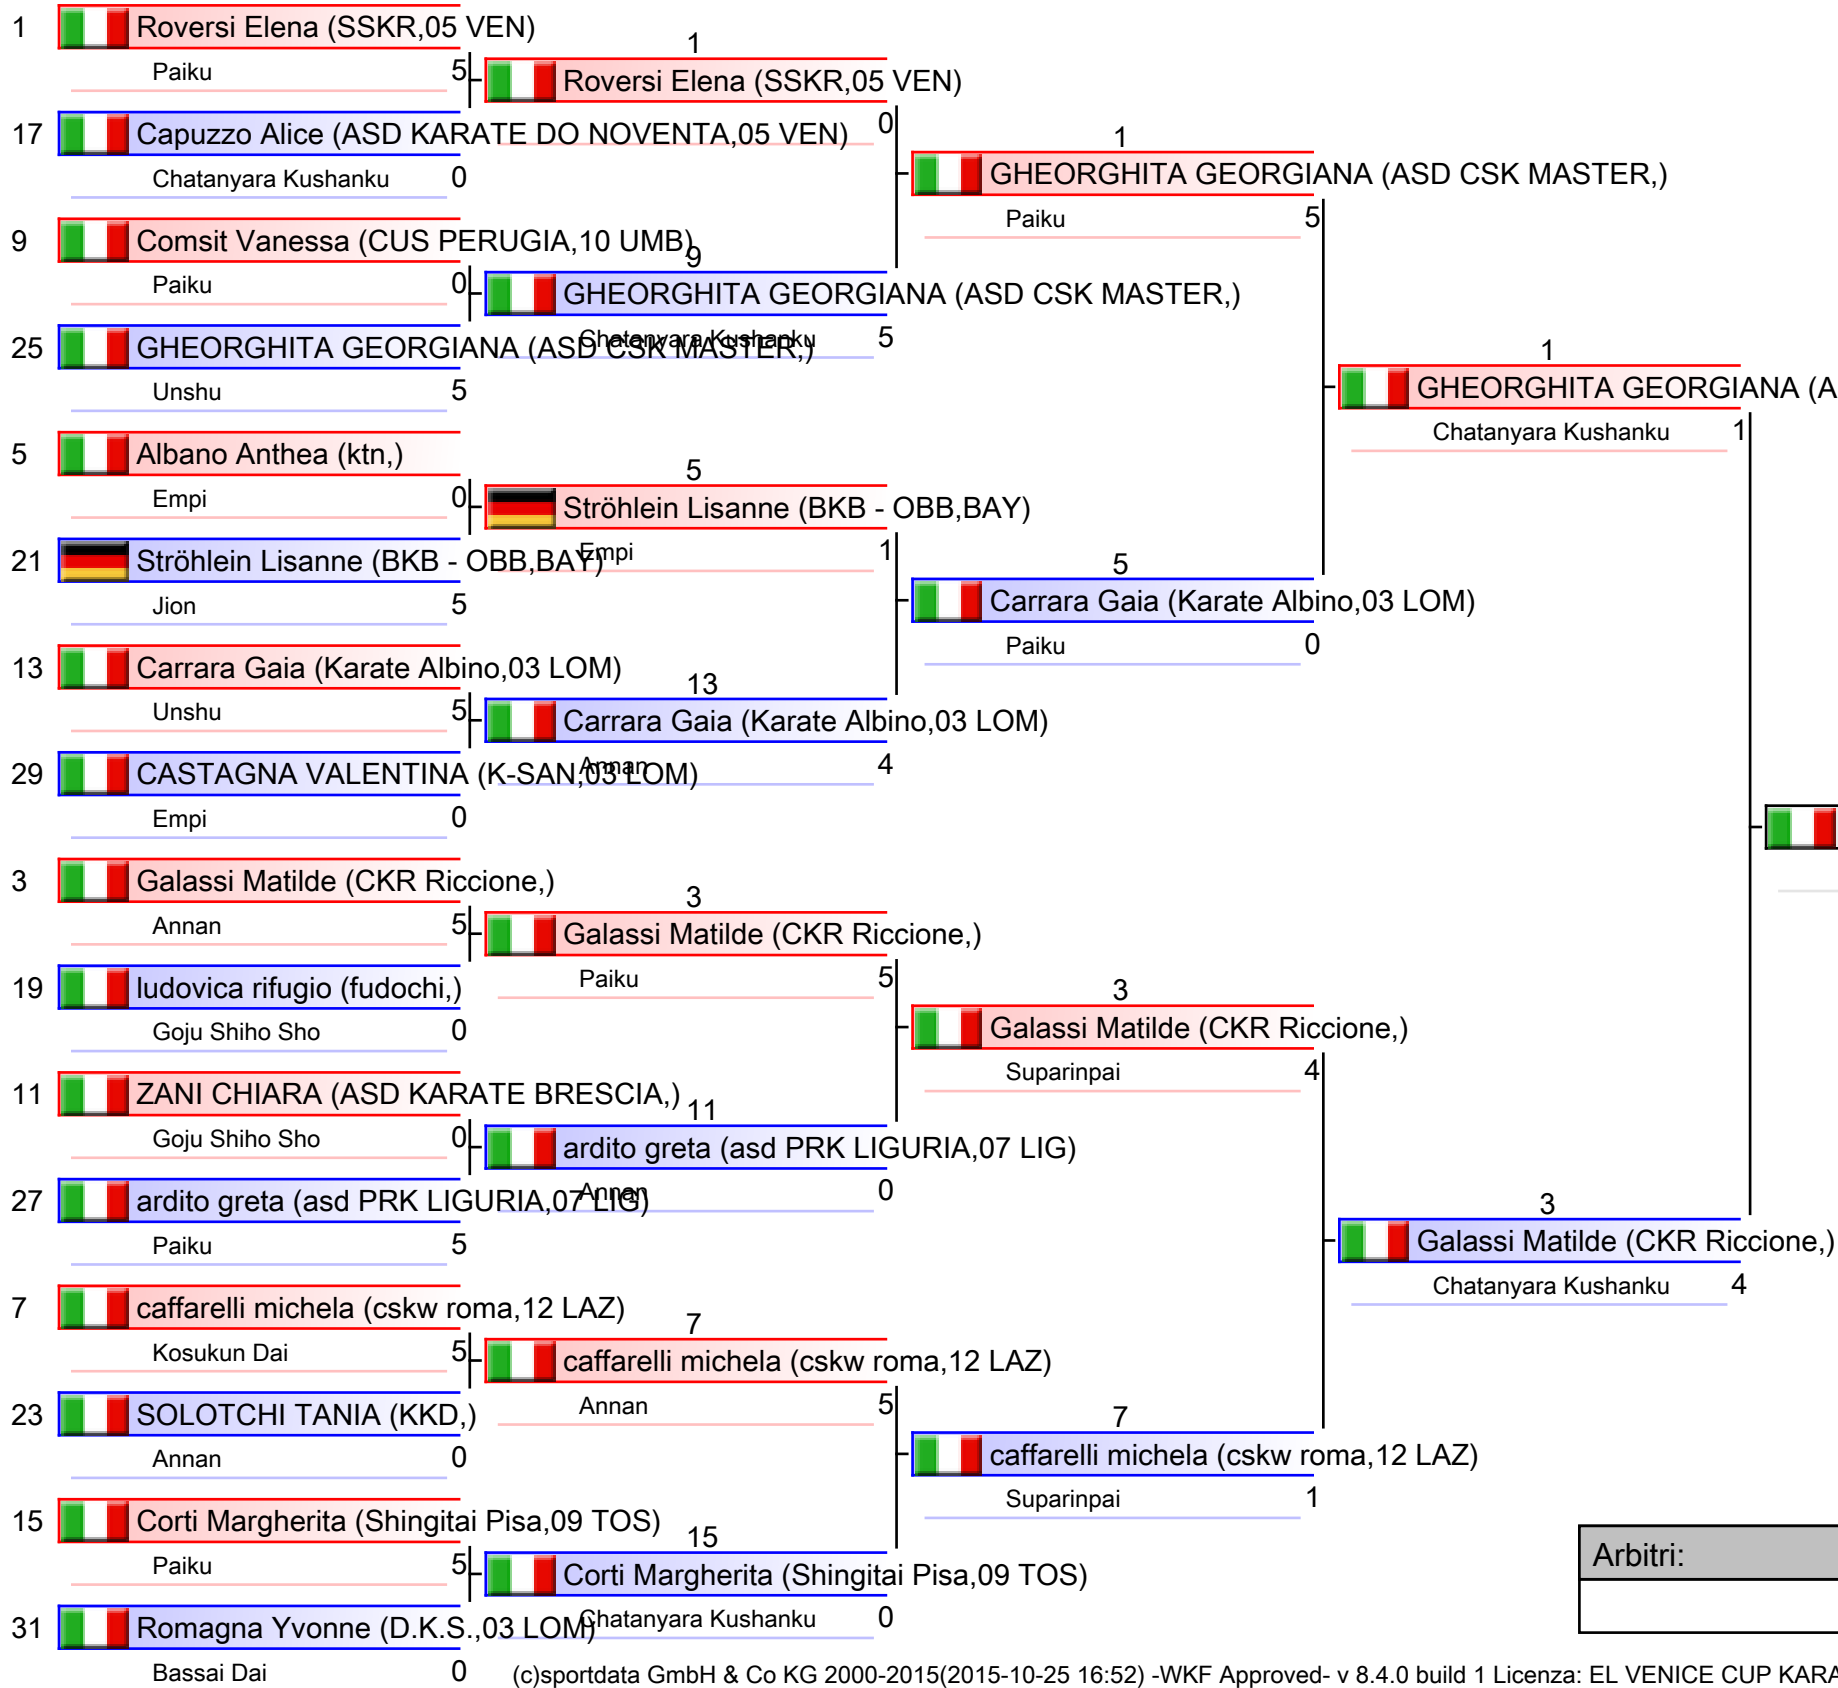 1 Roversi Elena (SSKR,05 VEN)
Paiku 5
17 Capuzzo Alice (ASD KARATE DO NOVENTA,05 VEN)
Chatanyara Kushanku 0
9 Comsit Vanessa (CUS PERUGIA,10 UMB)
Paiku 0
25 GHEORGHITA GEORGIANA (ASD CSK MASTER,)
Unshu 5
5 Albano Anthea (ktn,)
Empi 0
21 Ströhlein Lisanne (BKB - OBB,BAY)
Jion 5
13 Carrara Gaia (Karate Albino,03 LOM)
Unshu 5
29 CASTAGNA VALENTINA (K-SAN,03 LOM)
Empi 0
3 Galassi Matilde (CKR Riccione,)
Annan 5
19 ludovica rifugio (fudochi,)
Goju Shiho Sho 0
11 ZANI CHIARA (ASD KARATE BRESCIA,)
Goju Shiho Sho 0
27 ardito greta (asd PRK LIGURIA,07 LIG)
Paiku 5
7 caffarelli michela (cskw roma,12 LAZ)
Kosukun Dai 5
23 SOLOTCHI TANIA (KKD,)
Annan 0
15 Corti Margherita (Shingitai Pisa,09 TOS)
Paiku 5
31 Romagna Yvonne (D.K.S.,03 LOM)
Bassai Dai 0
1
Roversi Elena (SSKR,05 VEN)
0
9
GHEORGHITA GEORGIANA (ASD CSK MASTER,)
Chatanyara Kushanku 5
5
Ströhlein Lisanne (BKB - OBB,BAY)
Empi 1
13
Carrara Gaia (Karate Albino,03 LOM)
Annan 4
3
Galassi Matilde (CKR Riccione,)
Paiku 5
11
ardito greta (asd PRK LIGURIA,07 LIG)
Annan 0
7
caffarelli michela (cskw roma,12 LAZ)
Annan 5
15
Corti Margherita (Shingitai Pisa,09 TOS)
Chatanyara Kushanku 0
1
GHEORGHITA GEORGIANA (ASD CSK MASTER,)
Paiku 5
5
Carrara Gaia (Karate Albino,03 LOM)
Paiku 0
3
Galassi Matilde (CKR Riccione,)
Suparinpai 4
7
caffarelli michela (cskw roma,12 LAZ)
Suparinpai 1
1
GHEORGHITA GEORGIANA (A
Chatanyara Kushanku 1
3
Galassi Matilde (CKR Riccione,)
Chatanyara Kushanku 4
Arbitri:
(c)sportdata GmbH & Co KG 2000-2015(2015-10-25 16:52) -WKF Approved- v 8.4.0 build 1 Licenza: EL VENICE CUP KARA